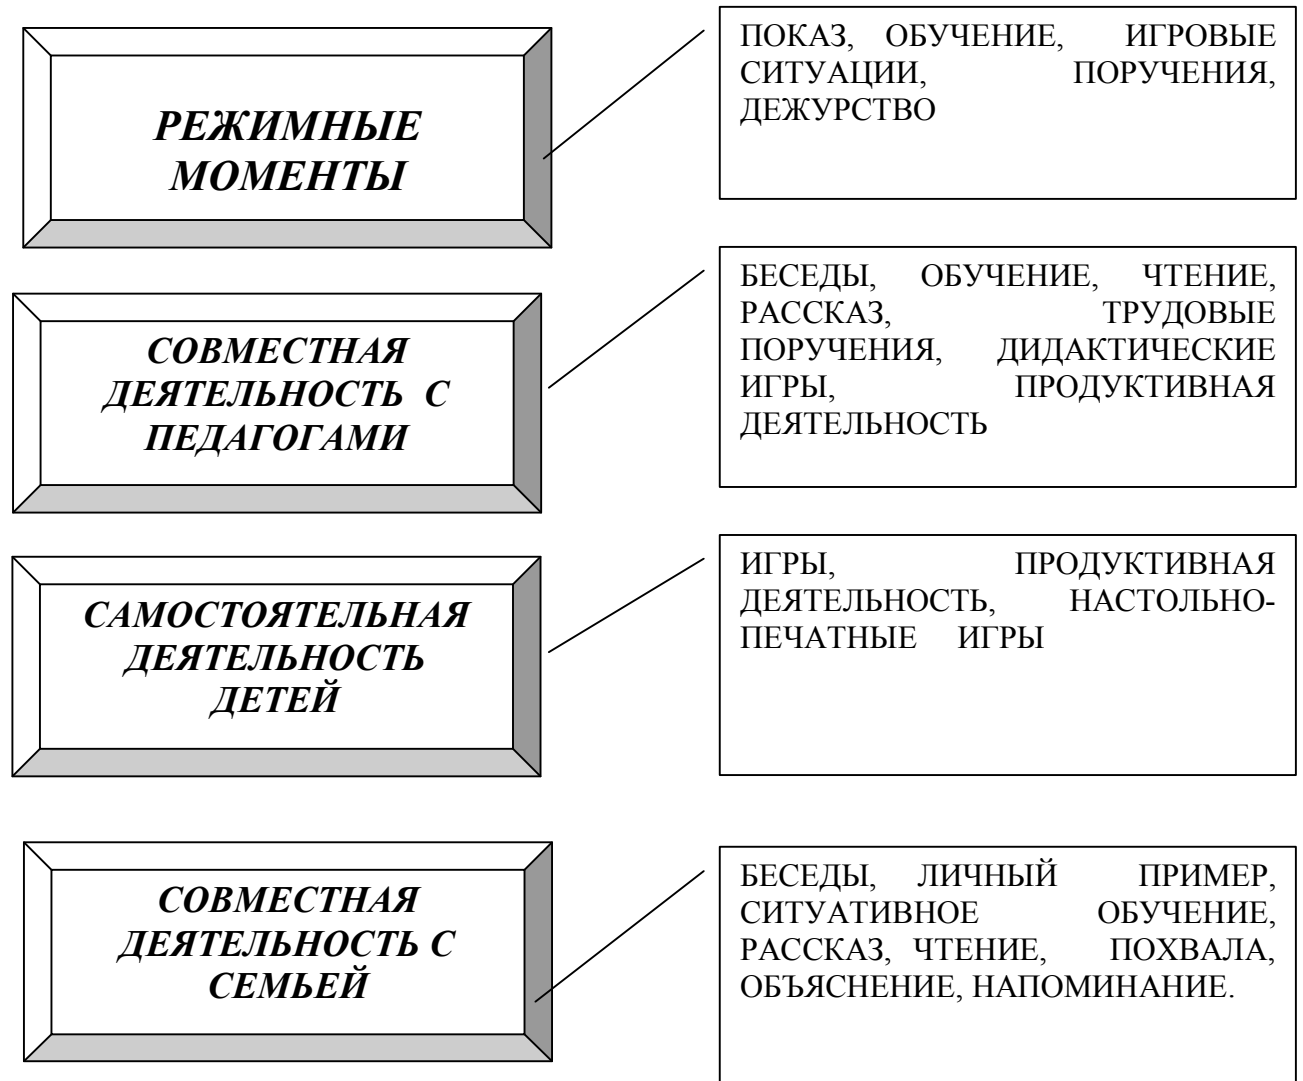 РЕЖИМНЫЕ
МОМЕНТЫ
ПОКАЗ, ОБУЧЕНИЕ, ИГРОВЫЕ
СИТУАЦИИ, ПОРУЧЕНИЯ,
ДЕЖУРСТВО
СОВМЕСТНАЯ
ДЕЯТЕЛЬНОСТЬ С
ПЕДАГОГАМИ
БЕСЕДЫ, ОБУЧЕНИЕ, ЧТЕНИЕ,
РАССКАЗ, ТРУДОВЫЕ
ПОРУЧЕНИЯ, ДИДАКТИЧЕСКИЕ
ИГРЫ, ПРОДУКТИВНАЯ
ДЕЯТЕЛЬНОСТЬ
САМОСТОЯТЕЛЬНАЯ
ДЕЯТЕЛЬНОСТЬ
ДЕТЕЙ
ИГРЫ, ПРОДУКТИВНАЯ
ДЕЯТЕЛЬНОСТЬ, НАСТОЛЬНО-
ПЕЧАТНЫЕ ИГРЫ
СОВМЕСТНАЯ
ДЕЯТЕЛЬНОСТЬ С
СЕМЬЕЙ
БЕСЕДЫ, ЛИЧНЫЙ ПРИМЕР,
СИТУАТИВНОЕ ОБУЧЕНИЕ,
РАССКАЗ, ЧТЕНИЕ, ПОХВАЛА,
ОБЪЯСНЕНИЕ, НАПОМИНАНИЕ.